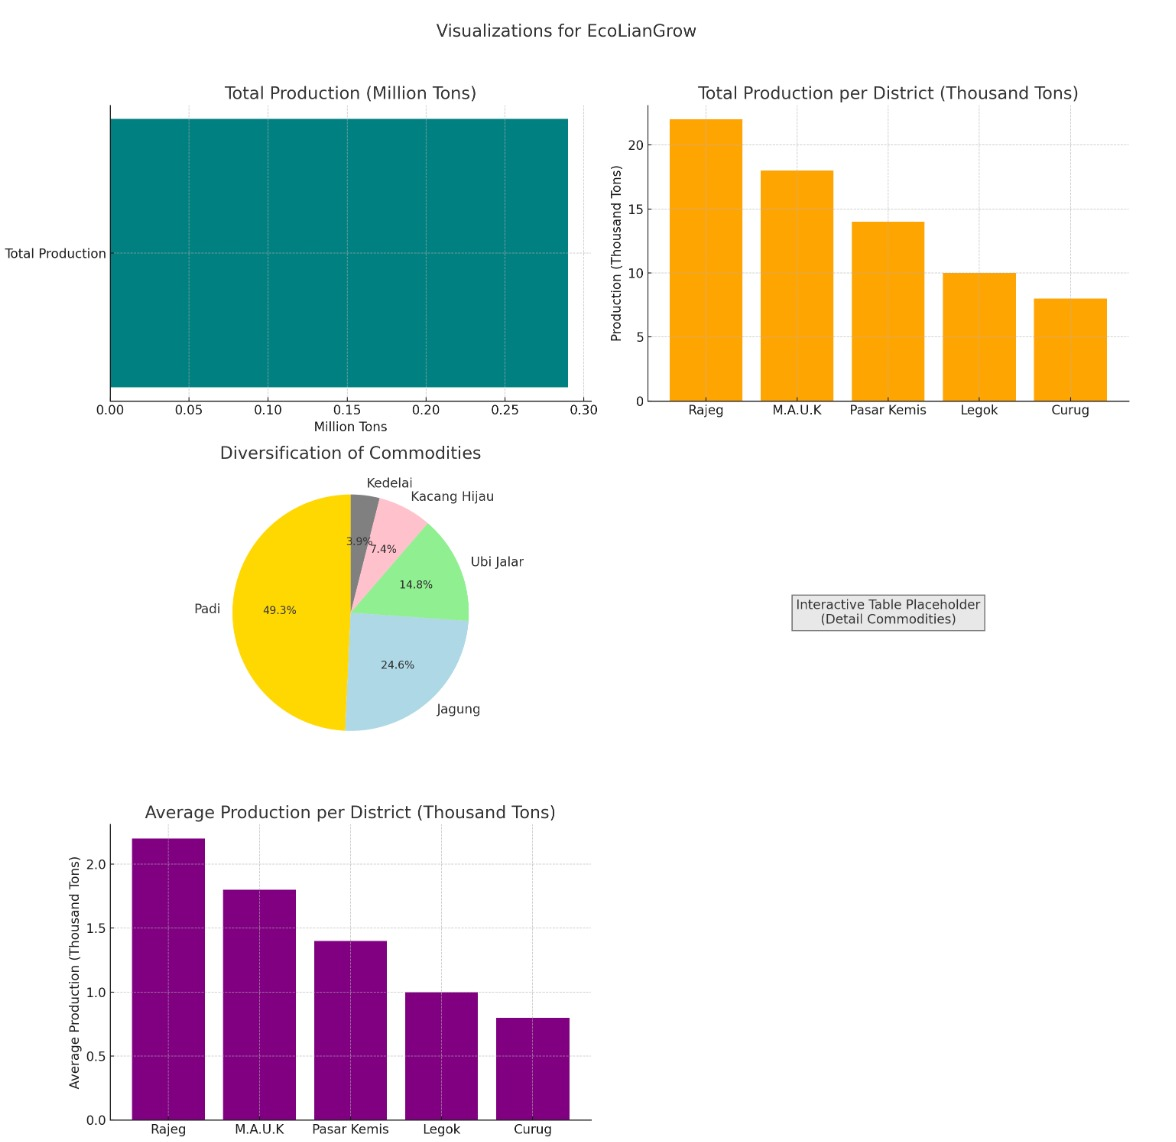 Visualizations for EcoLianGrow
Total Production (Million Tons)
Total Production
0.00 0.05 0.10 0.15 0.20 0.25 0.30
Million Tons
Total Production per District (Thousand Tons)
Production (Thousand Tons)
20
15
10
5
0
Rajeg M.A.U.K Pasar Kemis Legok Curug
Diversification of Commodities
Kedelai
Kacang Hijau
Ubi Jalar
Padi
Jagung
3.9%
7.4%
14.8%
49.3%
24.6%
Interactive Table Placeholder
(Detail Commodities)
Average Production per District (Thousand Tons)
Average Production (Thousand Tons)
2.0
1.5
1.0
0.5
0.0
Rajeg M.A.U.K Pasar Kemis Legok Curug